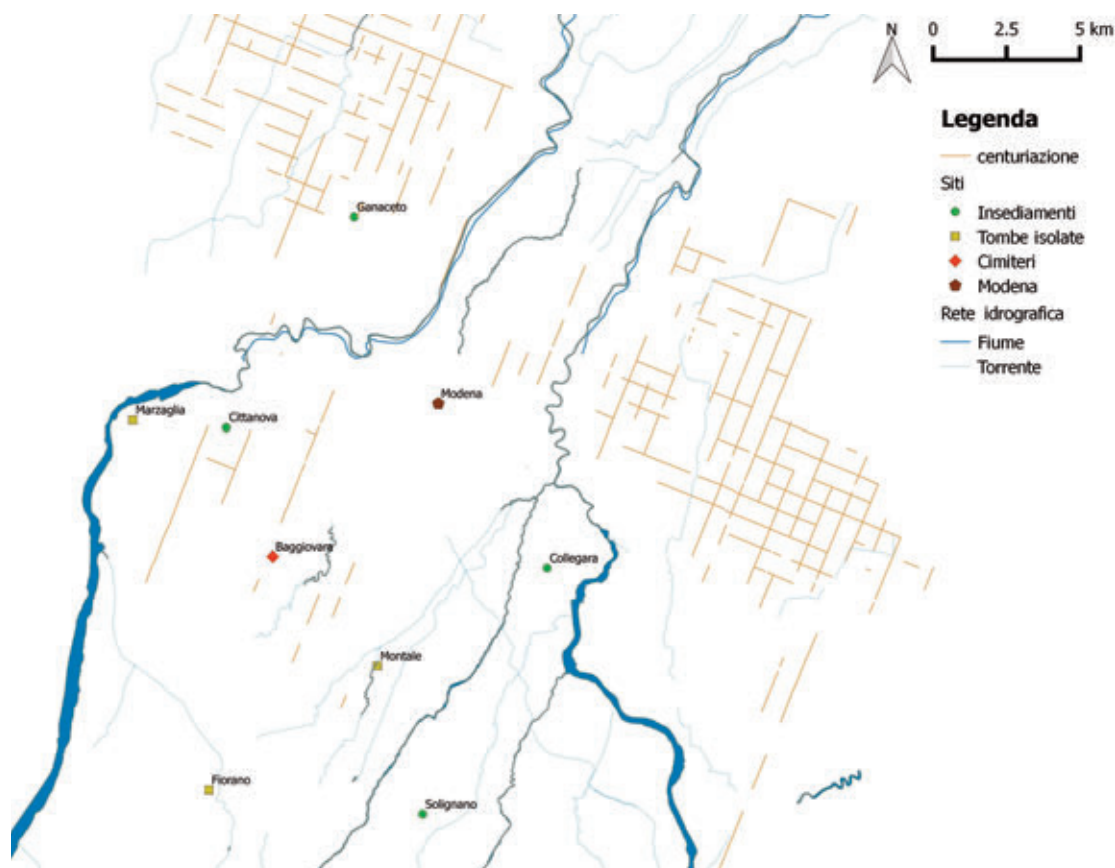 N
0 2.5 5 km
Legenda
centuriazione
Siti
Insediamenti
Tombe isolate
Cimiteri
Modena
Rete idrografica
Fiume
Torrente
Ganaceto
Modena
Marzaglia
Cittanova
Baggiovara
Collegara
Montale
Fiorano
Solignano